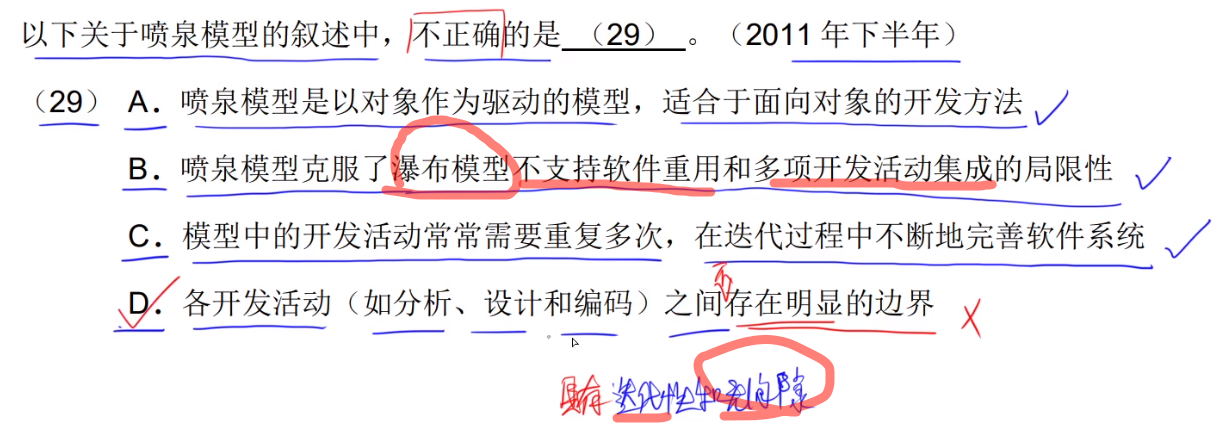 以下关于喷泉模型的叙述中，不正确的是 （29） 。（2011 年下半年）
（29） A．喷泉模型是以对象作为驱动的模型，适合于面向对象的开发方法
B．喷泉模型克服了瀑布模型不支持软件重用和多项开发活动集成的局限性
C．模型中的开发活动常常需要重复多次，在迭代过程中不断地完善软件系统
不
D．各开发活动（如分析、设计和编码）之间存在明显的边界
具有 迭代性和无间隙